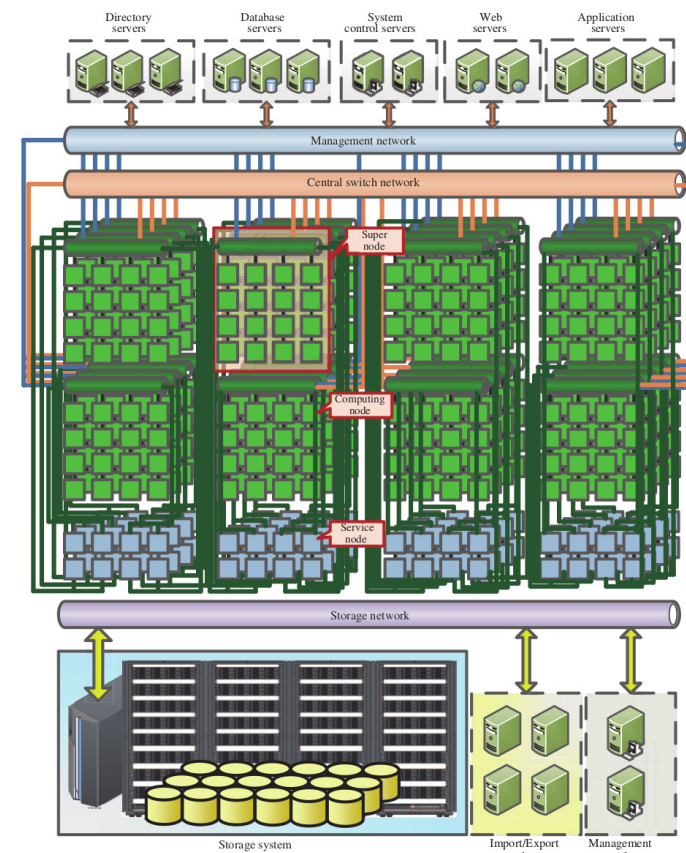 Directory
servers
Database
servers
System
control servers
Web
servers
Application
servers
Management network
Central switch network
Super
node
Computing
node
Service
node
Storage network
Storage system
Import/Export
Management